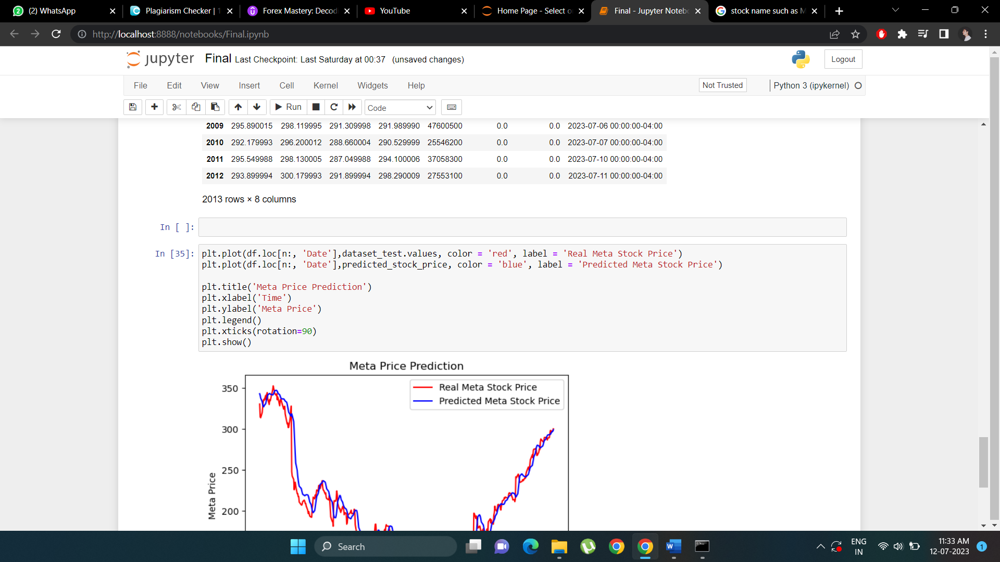 (2) WhatsApp
Plagiarism Checker | 1
Forex Mastery: Decodi
YouTube
Home Page - Select o
Final - Jupyter Notebo
stock name such as M
http://localhost:8888/notebooks/Final.ipynb
jupyter Final Last Checkpoint: Last Saturday at 00:37 (unsaved changes)
Logout
File Edit View Insert Cell Kernel Widgets Help
Not Trusted
Python 3 (ipykernel)
Run
Code
2009 295.890015 298.119995 291.309998 291.989990 47600500 0.0 0.0 2023-07-06 00:00:00-04:00
2010 292.179993 296.200012 288.660004 290.529999 25546200 0.0 0.0 2023-07-07 00:00:00-04:00
2011 295.549988 298.130005 287.049988 294.100006 37058300 0.0 0.0 2023-07-10 00:00:00-04:00
2012 293.899994 300.179993 291.899994 298.290009 27553100 0.0 0.0 2023-07-11 00:00:00-04:00
2013 rows × 8 columns
In [ ]:
In [35]: plt.plot(df.loc[n:, 'Date'],dataset_test.values, color = 'red', label = 'Real Meta Stock Price')
plt.plot(df.loc[n:, 'Date'],predicted_stock_price, color = 'blue', label = 'Predicted Meta Stock Price')
plt.title('Meta Price Prediction')
plt.xlabel('Time')
plt.ylabel('Meta Price')
plt.legend()
plt.xticks(rotation=90)
plt.show()
Meta Price Prediction
Real Meta Stock Price
Predicted Meta Stock Price
350
300
250
200
Meta Price
Search
ENG
IN
11:33 AM
12-07-2023
1